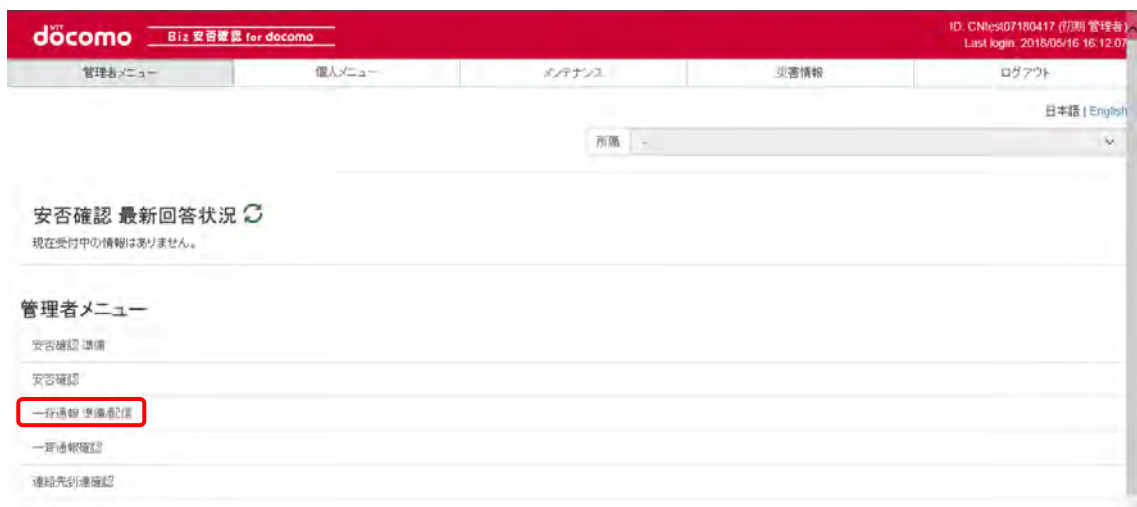 NTT
döcomo Biz 安否確認 for docomo
ID: CNtest07180417 (初期 管理者)
Last login: 2018/05/16 16:12:07
管理者メニュー 個人メニュー メンテナンス 災害情報 ログアウト
日本語 | English
所属 -
安否確認 最新回答状況
現在受付中の情報はありません。
管理者メニュー
安否確認 準備
安否確認
一斉通報 準備/配信
一斉通報確認
連絡先到達確認